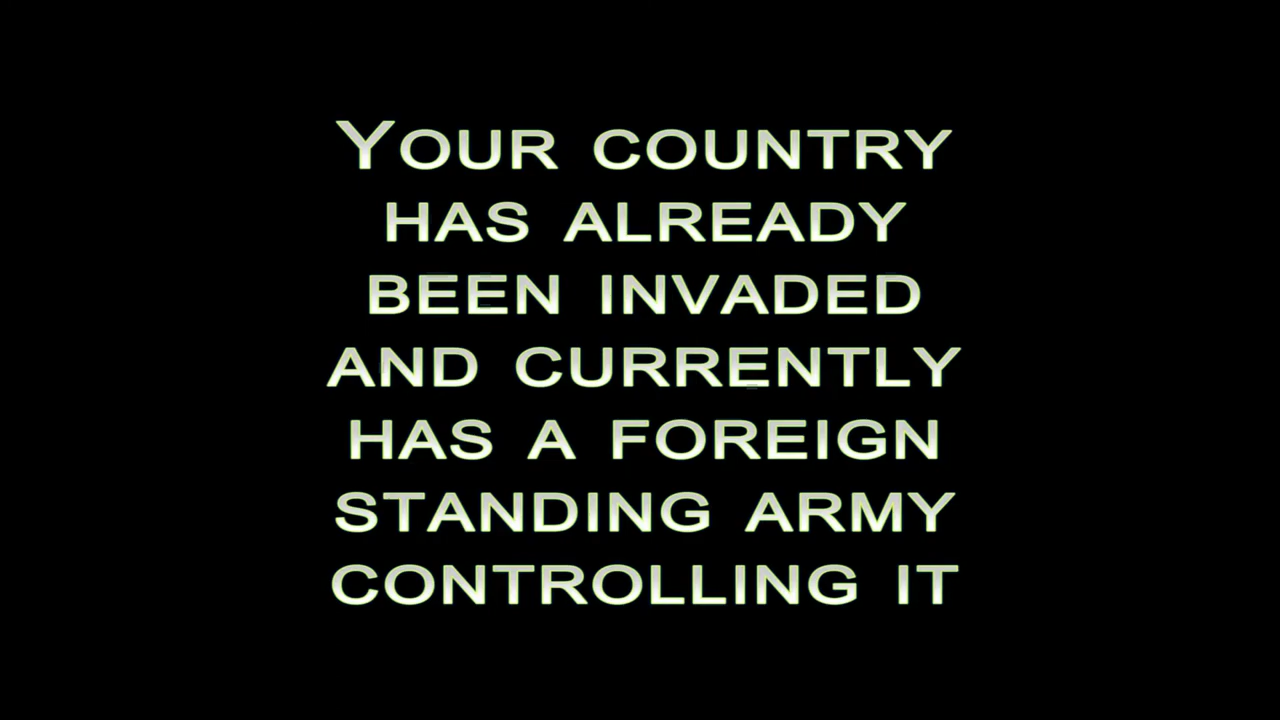 Your country
has already
been invaded
and currently
has a foreign
standing army
controlling it